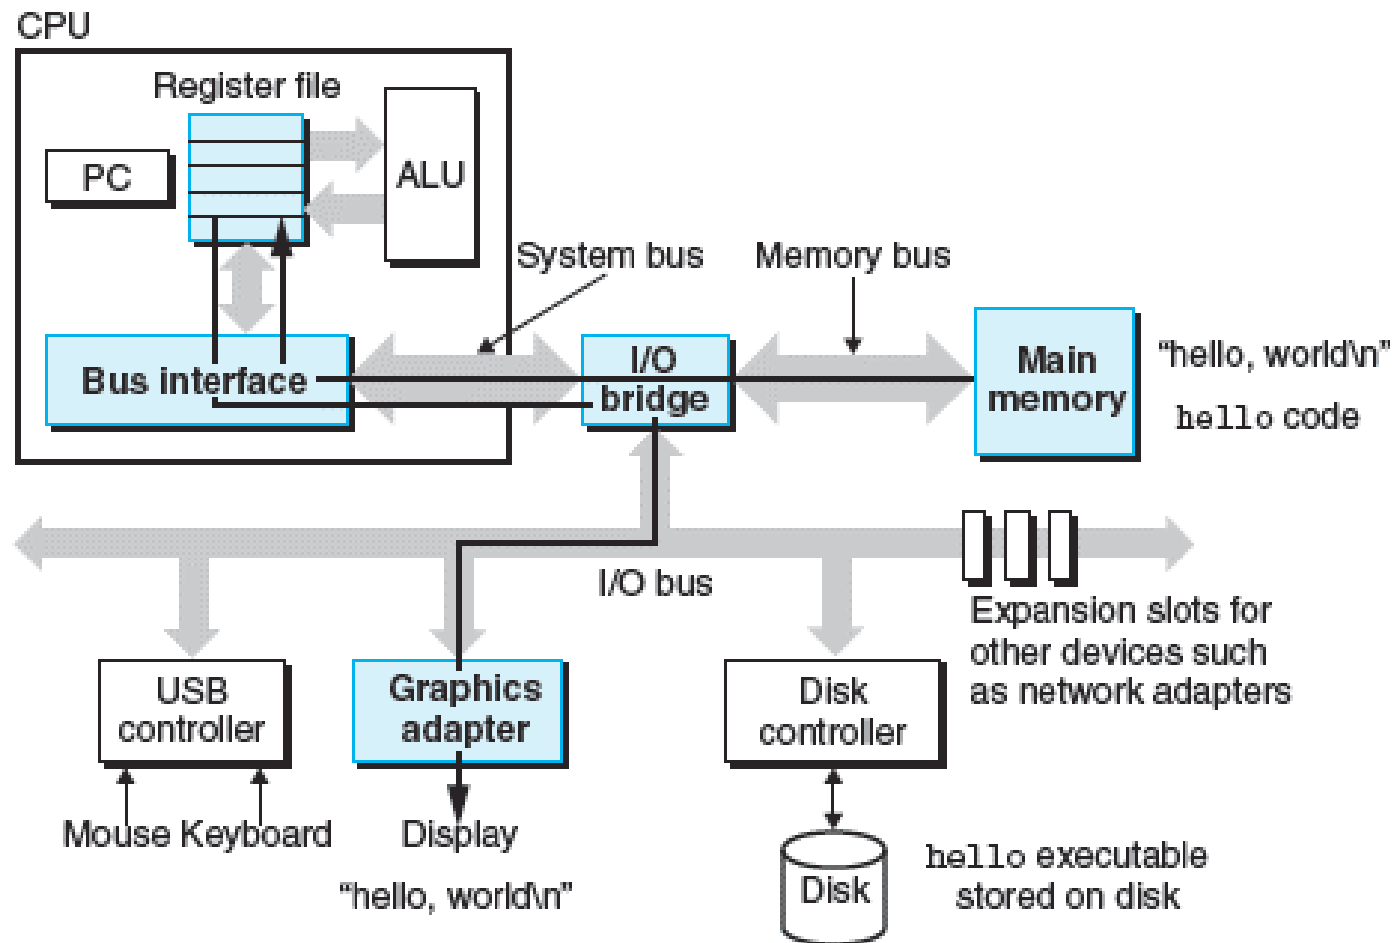 CPU
Register file
PC
ALU
System bus
Memory bus
Bus interface
I/O
bridge
Main
memory
“hello, world\n”
hello code
I/O bus
Expansion slots for
other devices such
as network adapters
USB
controller
Graphics
adapter
Disk
controller
Mouse Keyboard
Display
“hello, world\n”
Disk
hello executable
stored on disk